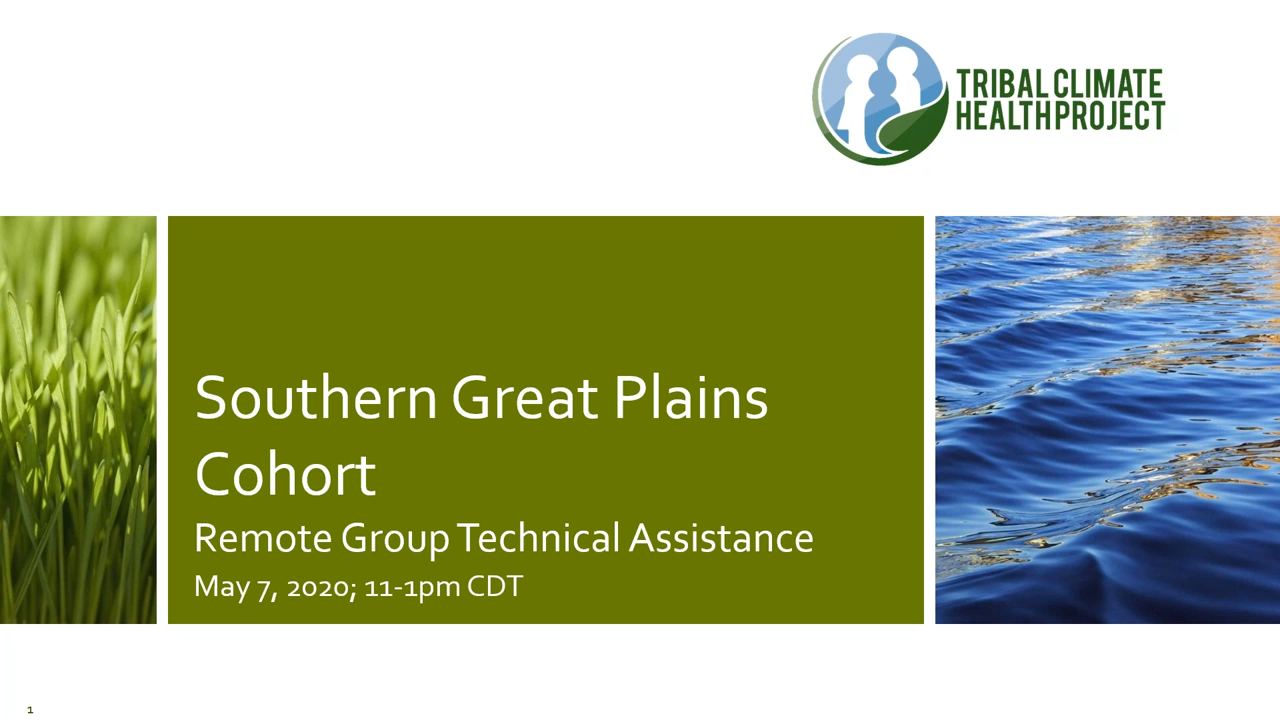 TRIBAL CLIMATE
HEALTH PROJECT
Southern Great Plains
Cohort
Remote Group Technical Assistance
May 7, 2020; 11-1pm CDT
1